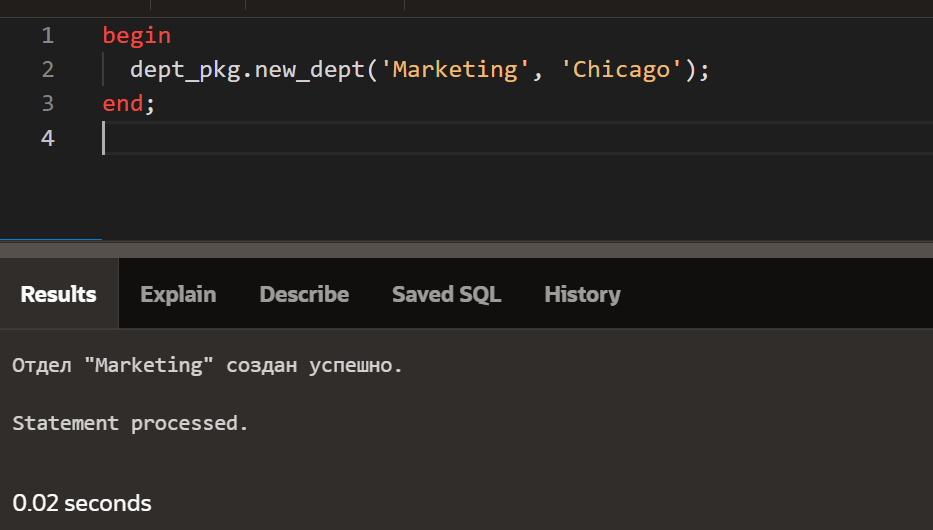 1 begin
2 dept_pkg.new_dept('Marketing', 'Chicago');
3 end;
4
Results Explain Describe Saved SQL History
Отдел "Marketing" создан успешно.
Statement processed.
0.02 seconds